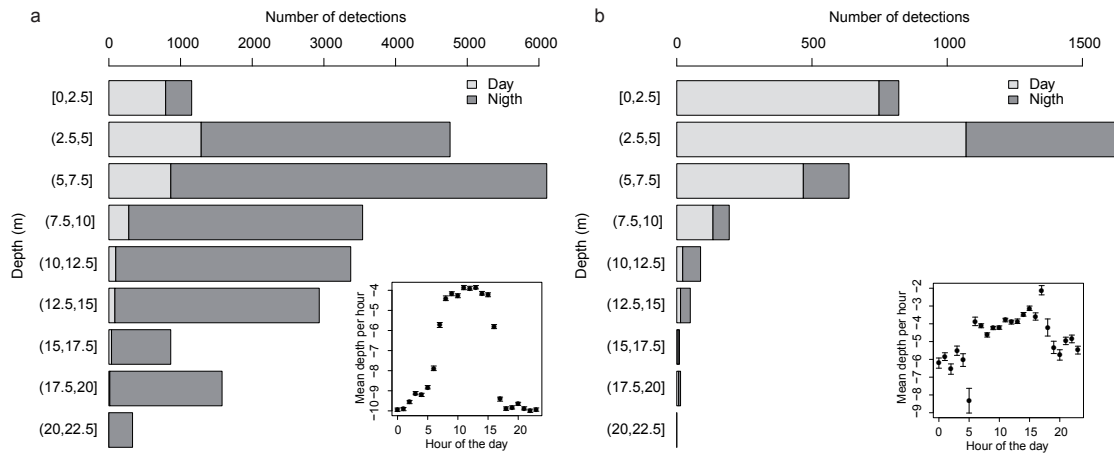 a
Number of detections
0 1000 2000 3000 4000 5000 6000
Day
Nigth
Depth (m)
[0,2.5]
(2.5,5]
(5,7.5]
(7.5,10]
(10,12.5]
(12.5,15]
(15,17.5]
(17.5,20]
(20,22.5]
Mean depth per hour
−4
−5
−6
−7
−8
−9
−10
0 5 10 15 20
Hour of the day
b
Number of detections
0 500 1000 1500
Day
Nigth
Depth (m)
[0,2.5]
(2.5,5]
(5,7.5]
(7.5,10]
(10,12.5]
(12.5,15]
(15,17.5]
(17.5,20]
(20,22.5]
Mean depth per hour
−2
−3
−4
−5
−6
−7
−8
−9
0 5 10 15 20
Hour of the day